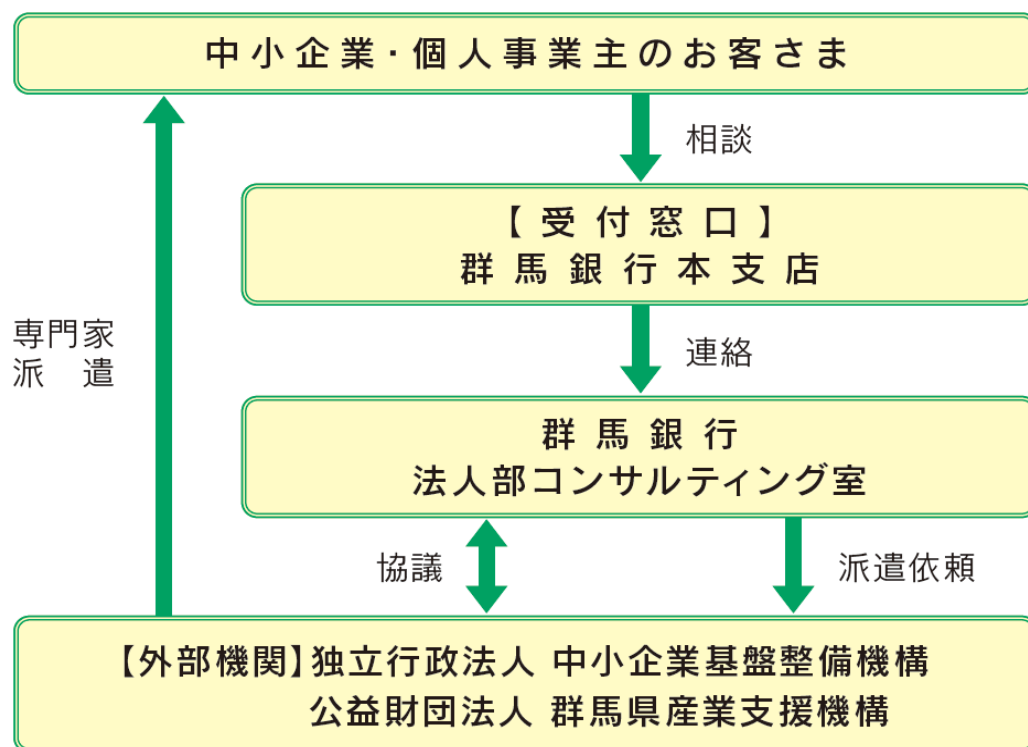 中小企業・個人事業主のお客さま
相談
【受付窓口】
群馬銀行本支店
専門家
派　遣
連絡
群馬銀行
法人部コンサルティング室
協議
派遣依頼
【外部機関】独立行政法人 中小企業基盤整備機構
公益財団法人 群馬県産業支援機構